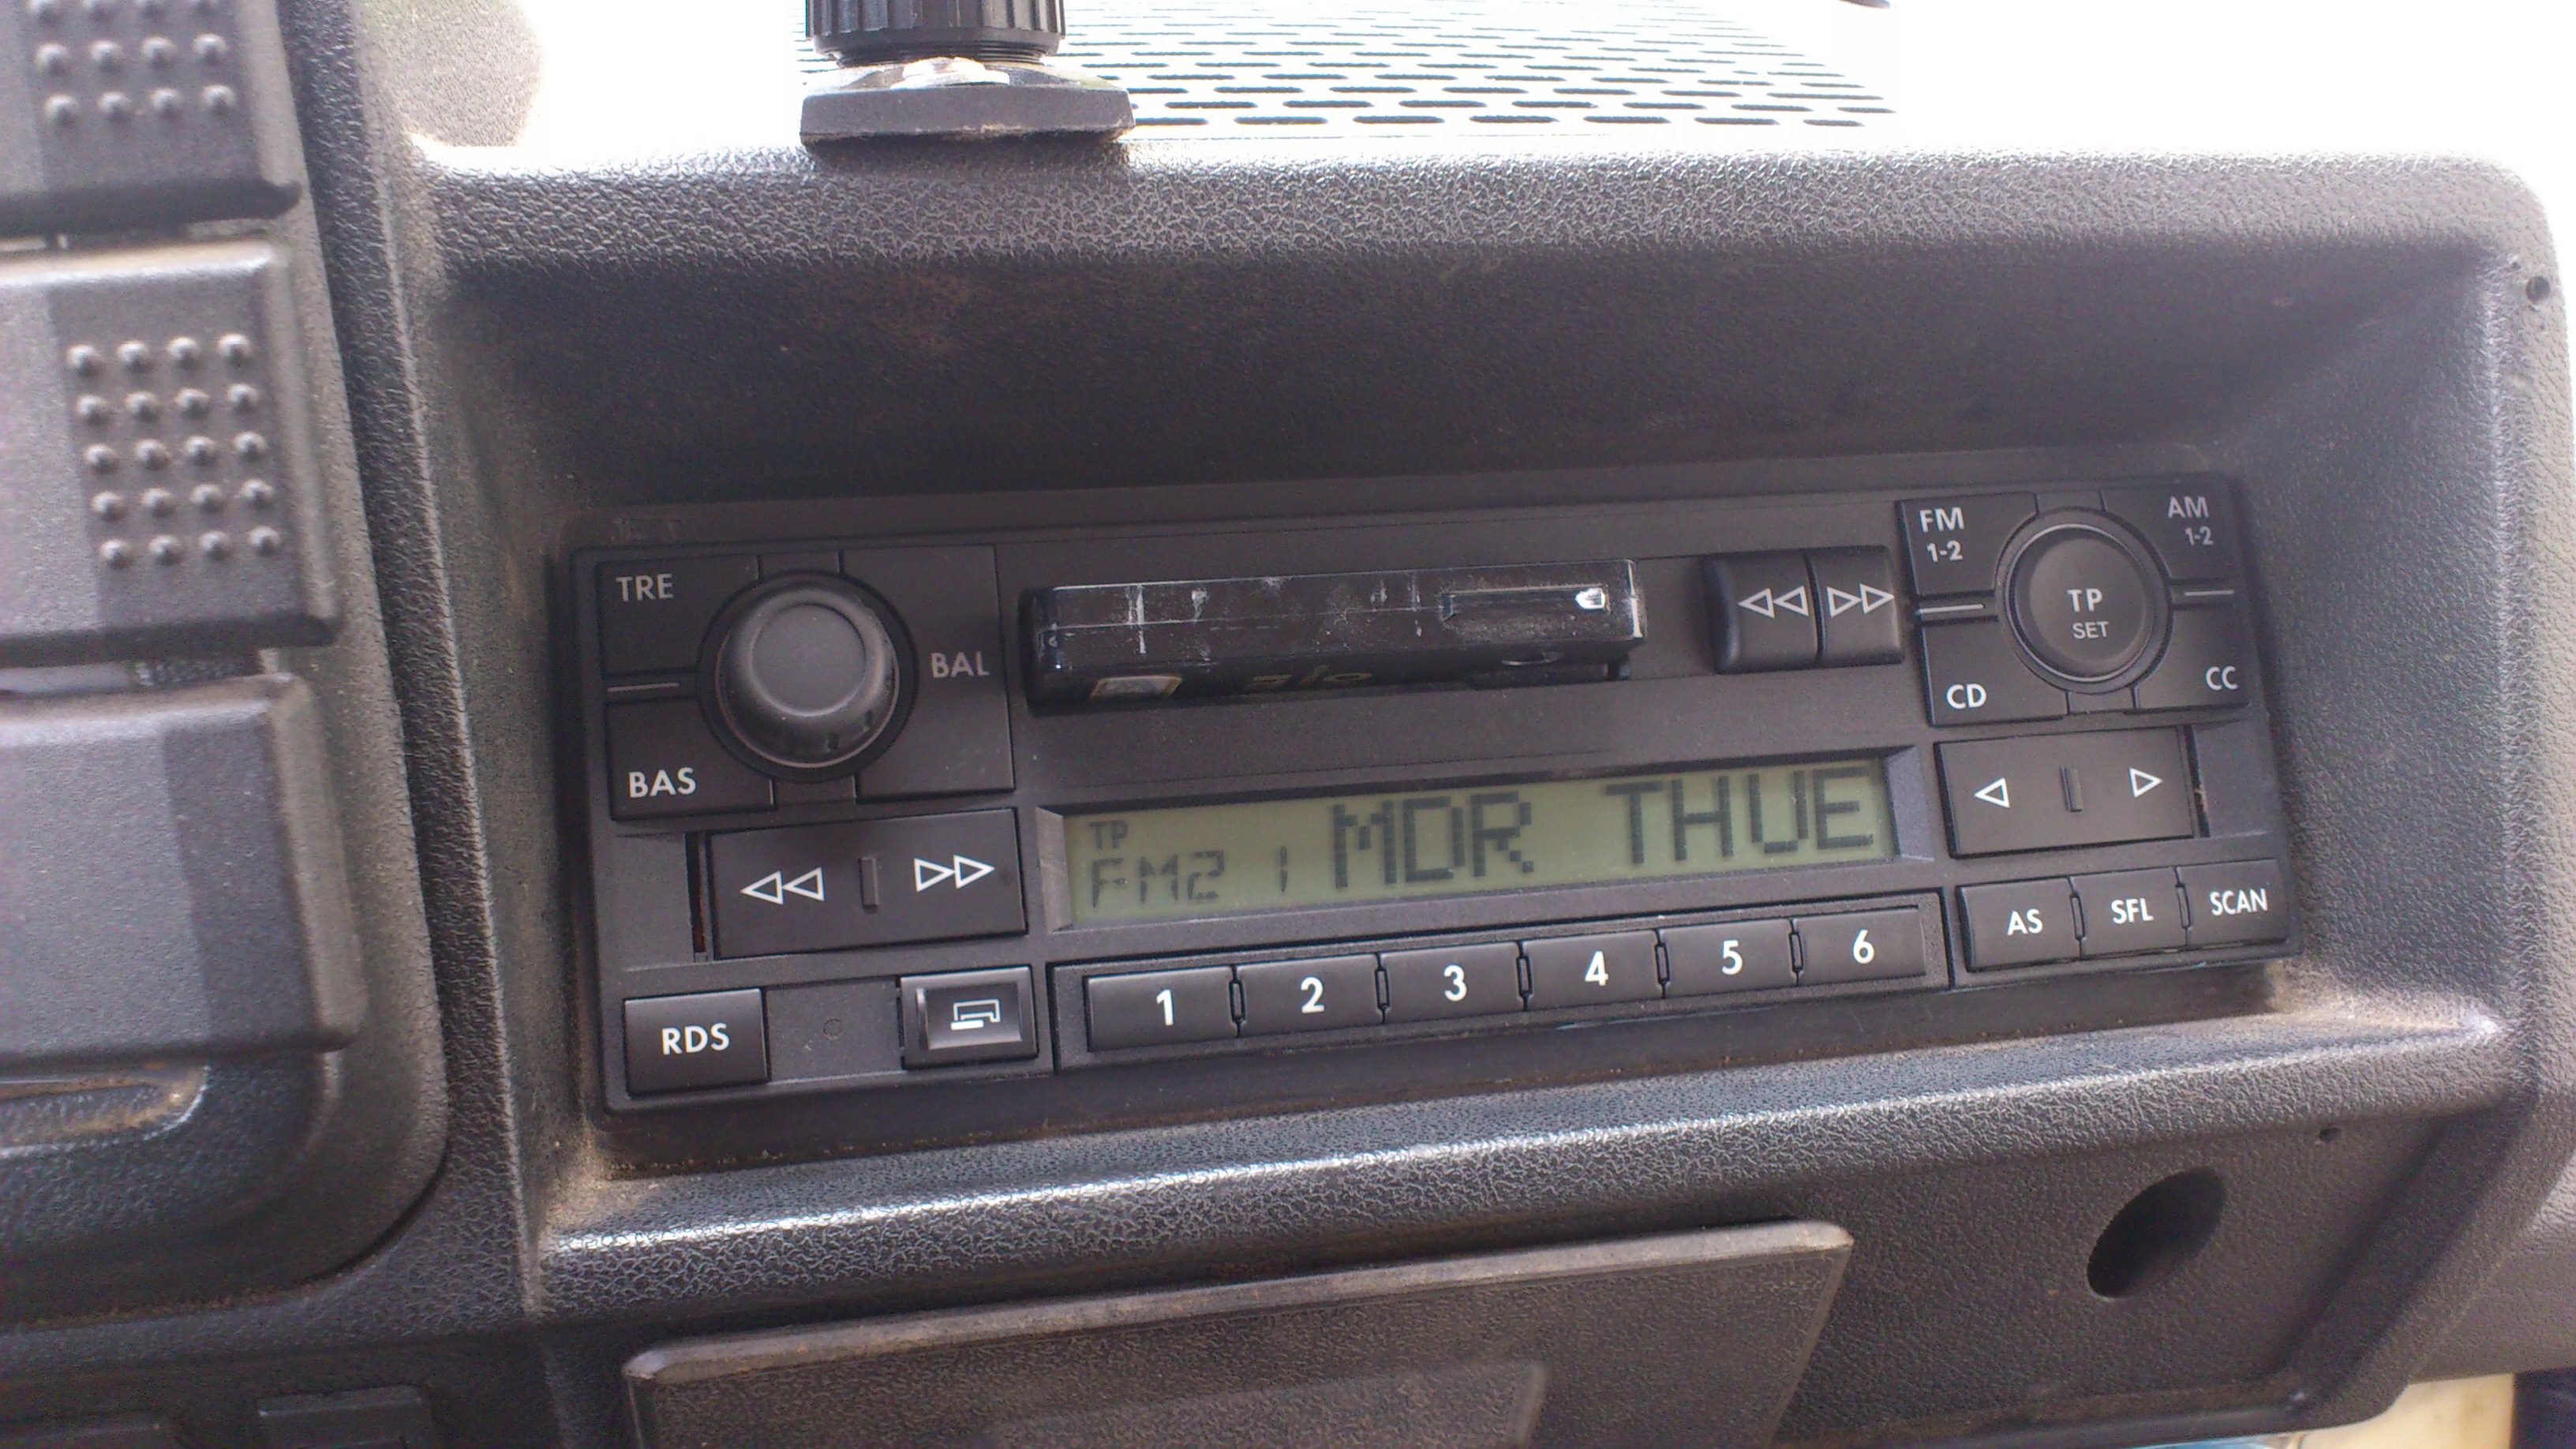 TRE
BAL
BAS
FM
1-2
AM
1-2
TP
SET
CD
CC
TP
FM2 1 MDR THUE
RDS
1 2 3 4 5 6
AS SFL SCAN